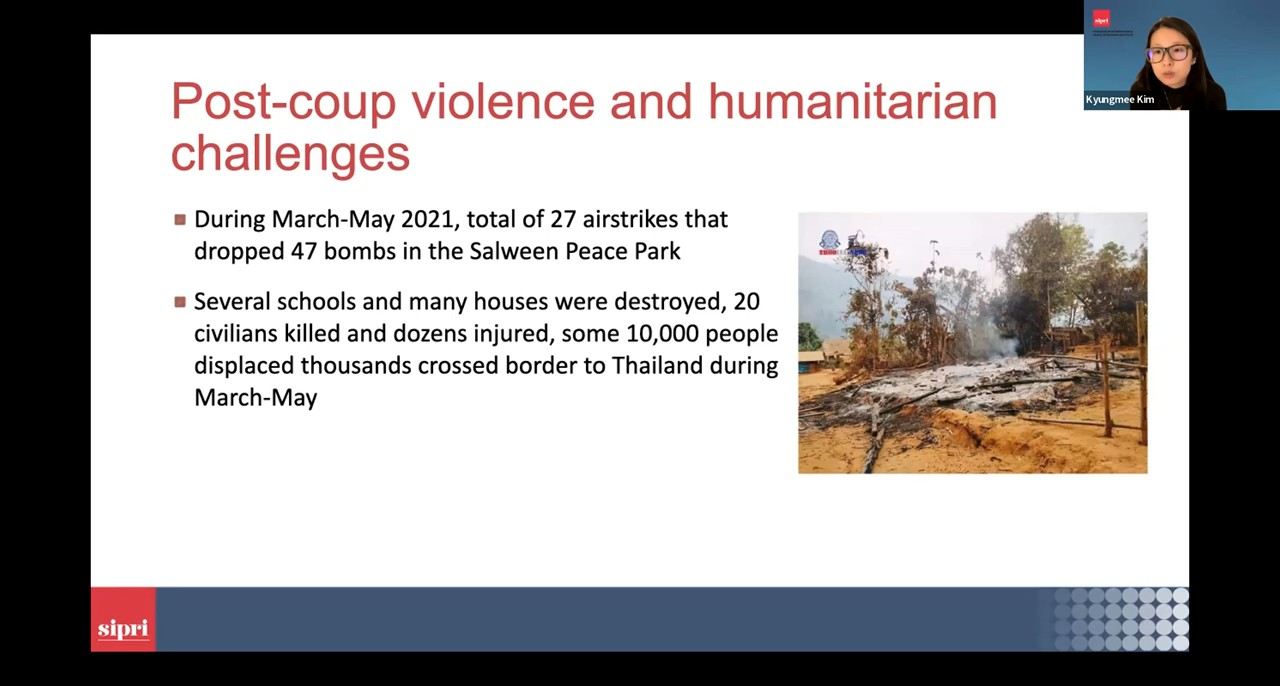 sipri
Kyungmee Kim
Post-coup violence and humanitarian
challenges
During March-May 2021, total of 27 airstrikes that
dropped 47 bombs in the Salween Peace Park
Several schools and many houses were destroyed, 20
civilians killed and dozens injured, some 10,000 people
displaced thousands crossed border to Thailand during
March-May
sipri